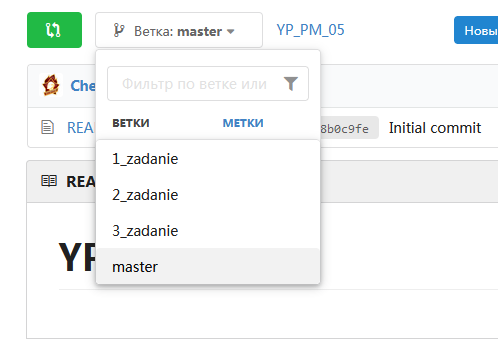 Ветка: master YP_PM_05 Новы
Фильтр по ветке или
Che
ВЕТКИ МЕТКИ
REA 8b0c9fe Initial commit
1_zadanie
REA
2_zadanie
3_zadanie
YP
master